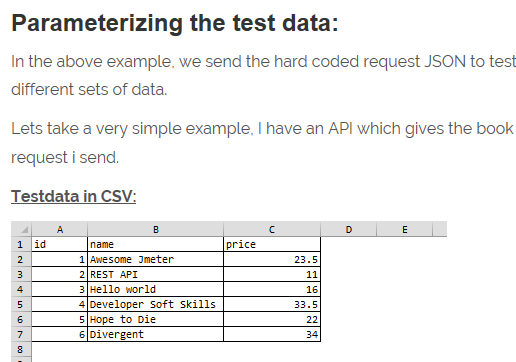 Parameterizing the test data:
In the above example, we send the hard coded request JSON to test
different sets of data.
Lets take a very simple example, I have an API which gives the book
request i send.
Testdata in CSV:
A B C D E
1 id name price
2 1 Awesome Jmeter 23.5
3 2 REST API 11
4 3 Hello world 16
5 4 Developer Soft Skills 33.5
6 5 Hope to Die 22
7 6 Divergent 34
8